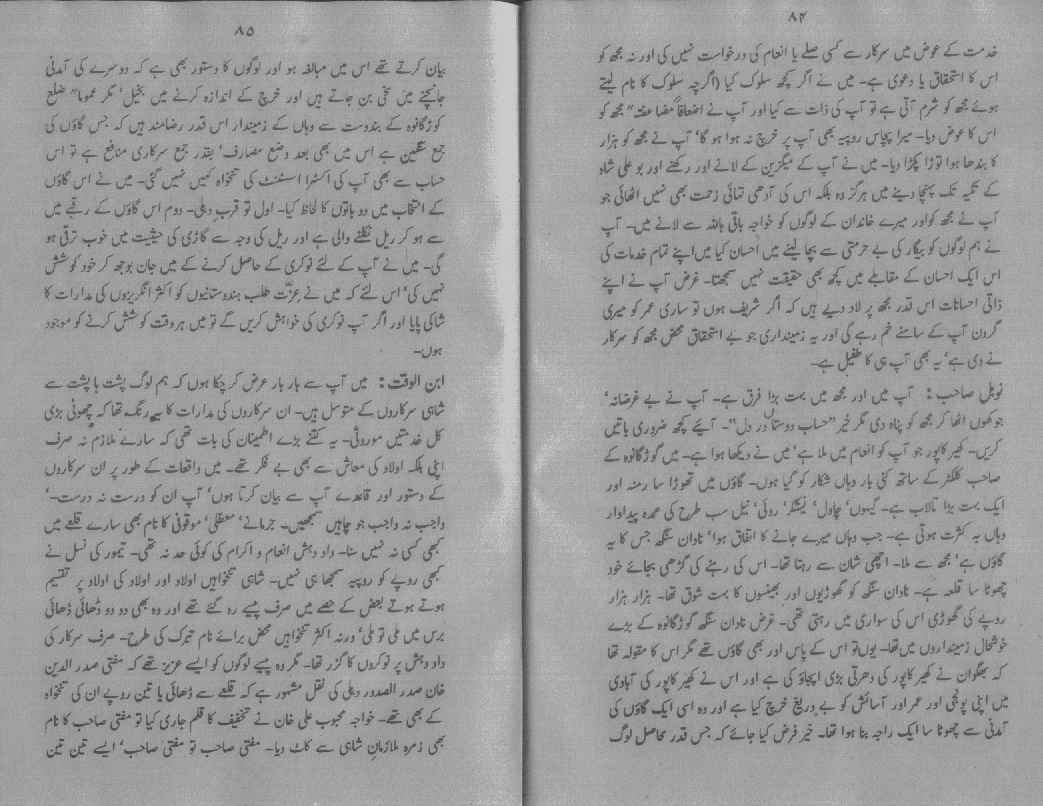 ۸۴
خدمت کے عوض میں سرکار سے کسی صلے یا انعام کی درخواست نہیں کی اور نہ مجھ کو
اس کا استحقاق یا دعویٰ ہے۔ میں نے اگر کچھ سلوک کیا (اگرچہ سلوک کا نام لیتے
ہوئے مجھ کو شرم آتی ہے تو آپ کی ذات سے کیا اور آپ نے اضعافاً مضاعفتہ" مجھ کو
اس کا عوض دیا۔ میرا پچاس روپیہ بھی آپ پر خرچ نہ ہوا ہو گا' آپ نے مجھ کو ہزار
کا بندھا ہوا توڑا پکڑا دیا۔ میں نے آپ کے میگزین کے لانے اور رکھنے اور بو علی شاہ
کے تکیہ تک پہنچا دینے میں ہرگز وہ بلکہ اس کی آدھی تہائی زحمت بھی نہیں اٹھائی جو
آپ نے مجھ کو اور میرے خاندان کے لوگوں کو خواجہ باقی باللہ سے لانے میں۔ آپ
نے ہم لوگوں کو بیگار کی بے حرمتی سے بچا لینے میں احسان کیا میں اپنے تمام خدمات کی
اس ایک احسان کے مقابلے میں کچھ بھی حقیقت نہیں سمجھتا۔ غرض آپ نے اپنے
ذاتی احسانات اس قدر مجھ پر لاد دیے ہیں کہ اگر شریف ہوں تو ساری عمر کو میری
گردن آپ کے سامنے خم رہے گی اور یہ زمینداری جو بے استحقاق محض مجھ کو سرکار
نے دی ہے' یہ بھی آپ ہی کا طفیل ہے۔
نوبل صاحب : آپ میں اور مجھ میں بہت بڑا فرق ہے۔ آپ نے بے غرضانہ'
جوکھوں اٹھا کر مجھ کو پناہ دی مگر خیر "حساب دوستاں در دل"۔ آیئے کچھ ضروری باتیں
کریں۔ کھیر کاپور جو آپ کو انعام میں ملا ہے' میں نے دیکھا ہوا ہے۔ میں گوڑگانوہ کے
صاحب کلکٹر کے ساتھ کئی بار وہاں شکار کو گیا ہوں۔ گاؤں میں تھوڑا سا رمنہ اور
ایک بہت بڑا تالاب ہے۔ گیہوں' چاول' نیشکر' روئی' نیل سب طرح کی عمدہ پیداوار
وہاں بہ کثرت ہوتی ہے۔ جب وہاں میرے جانے کا اتفاق ہوا' نادان سنگھ جس کا یہ
گاؤں ہے' مجھ سے ملا۔ اچھی شان سے رہتا تھا۔ اس کی رہنے کی گڑھی بجائے خود
چھوٹا سا قلعہ ہے۔ نادان سنگھ کو گھوڑیوں اور بھینسوں کا بہت شوق تھا۔ ہزار ہزار
روپے کی گھوڑی اس کی سواری میں رہتی تھی۔ غرض نادان سنگھ گوڑگانوہ کے بڑے
خوشحال زمینداروں میں تھا۔ یوں تو اس کے پاس اور بھی گاؤں تھے مگر اس کا مقولہ تھا
کہ بھگوان نے کھیر کاپور کی دھرتی بڑی اپجاؤ کی ہے اور اس نے کھیر کاپور کی آبادی
میں اپنی پونجی اور عمر اور آسائش کو بے دریغ خرچ کیا ہے اور وہ اسی ایک گاؤں کی
آمدنی سے چھوٹا سا ایک راجہ بنا ہوا تھا۔ خیر فرض کیا جائے کہ جس قدر محاصل لوگ
۸۵
بیان کرتے تھے اس میں مبالغہ ہو اور لوگوں کا دستور بھی ہے کہ دوسرے کی آمدنی
جانچنے میں سخی بن جاتے ہیں اور خرچ کے اندازہ کرنے میں بخیل' مگر عموماً" ضلع
گوڑگانوہ کے بندوست سے وہاں کے زمیندار اس قدر رضامند ہیں کہ جس گاؤں کی
جمع سنگین ہے اس میں بھی بعد وضع مصارف' بقدر جمع سرکاری منافع ہے تو اس
حساب سے بھی آپ کی اکسٹرا اسسٹنٹ کی تنخواہ کہیں نہیں گئی۔ میں نے اس گاؤں
کے انتخاب میں دو باتوں کا لحاظ کیا۔ اول تو قرب دہلی۔ دوم اس گاؤں کے رقبے میں
سے ہو کر ریل نکلنے والی ہے اور ریل کی وجہ سے گاڑی کی حیثیت میں خوب ترقی ہو
گی۔ میں نے آپ کے لئے نوکری کے حاصل کرنے کے میں جان بوجھ کر خود کوشش
نہیں کی' اس لئے کہ میں نے عزت طلب ہندوستانیوں کو اکثر انگریزوں کی مدارات کا
شاکی پایا اور اگر آپ نوکری کی خواہش کریں گے تو میں ہر وقت کوشش کرنے کو موجود
ہوں۔
ابن الوقت : میں آپ سے بار بار عرض کر چکا ہوں کہ ہم لوگ پشت ہا پشت سے
شاہی سرکاروں کے متوسل ہیں۔ ان سرکاروں کی مدارات کا یہ رنگ تھا کہ چھوٹی بڑی
کل خدمتیں موروثی۔ یہ کتنے بڑے اطمینان کی بات تھی کہ سارے ملازم نہ صرف
اپنی بلکہ اولاد کی معاش سے بھی بے فکر تھے۔ میں واقعات کے طور پر ان سرکاروں
کے دستور اور قاعدے آپ سے بیان کرتا ہوں' آپ ان کو درست نہ درست۔'
واجب نہ واجب جو چاہیں سمجھیں۔ جرمانے' معطلی' موقوفی کا نام بھی سارے قلعے میں
کبھی کسی نہ نہیں سنا۔ داد دہش انعام و اکرام کی کوئی حد نہ تھی۔ تیمور کی نسل نے
کبھی روپے کو روپیہ سمجھا ہی نہیں۔ شاہی تنخواہیں اولاد اور اولاد کی اولاد پر تقسیم
ہوتے ہوتے بعض کے حصے میں صرف پیسے رہ گئے تھے اور وہ بھی دو دو ڈھائی ڈھائی
برس میں ملی تو ملی' ورنہ اکثر تنخواہیں محض برائے نام تبرک کی طرح۔ صرف سرکار کی
داد دہش پر نوکروں کا گزر تھا۔ مگر وہ پیسے لوگوں کو ایسے عزیز تھے کہ مفتی صدر الدین
خان صدر الصدور دہلی کی نقل مشہور ہے کہ قلعے سے ڈھائی یا تین روپے ان کی تنخواہ
کے بھی تھے۔ خواجہ محبوب علی خان نے تخفیف کا قلم جاری کیا تو مفتی صاحب کا نام
بھی زمرہ ملازمان شاہی سے کٹ دیا۔ مفتی صاحب تو مفتی صاحب' ایسے تین تین